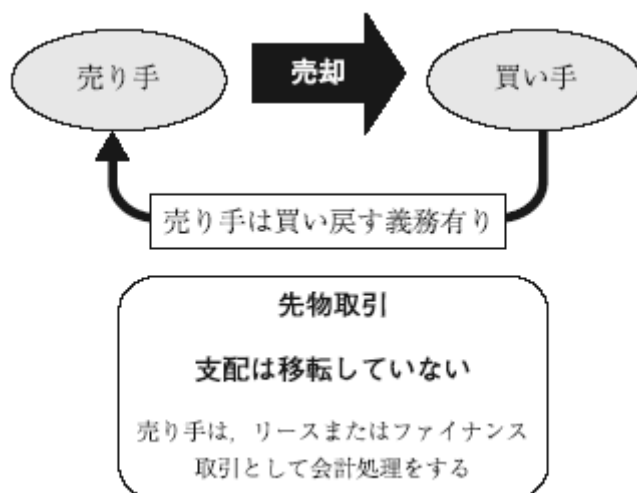 売り手
売却
買い手
売り手は買い戻す義務有り
先物取引
支配は移転していない
売り手は，リースまたはファイナンス
取引として会計処理をする